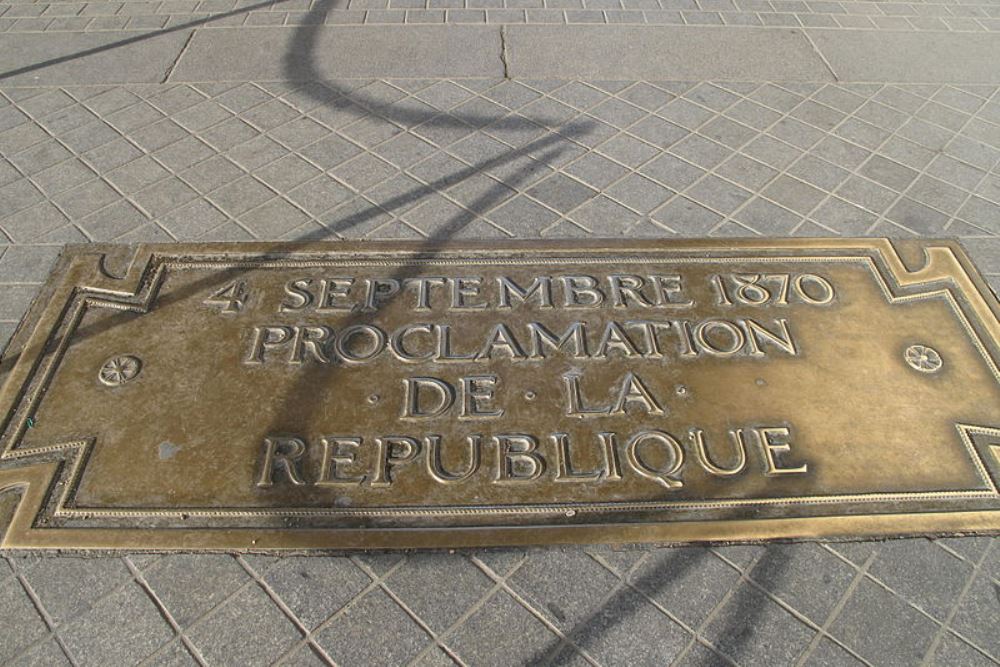 4 SEPTEMBRE 1870
PROCLAMATION
· DE · LA ·
REPUBLIQUE